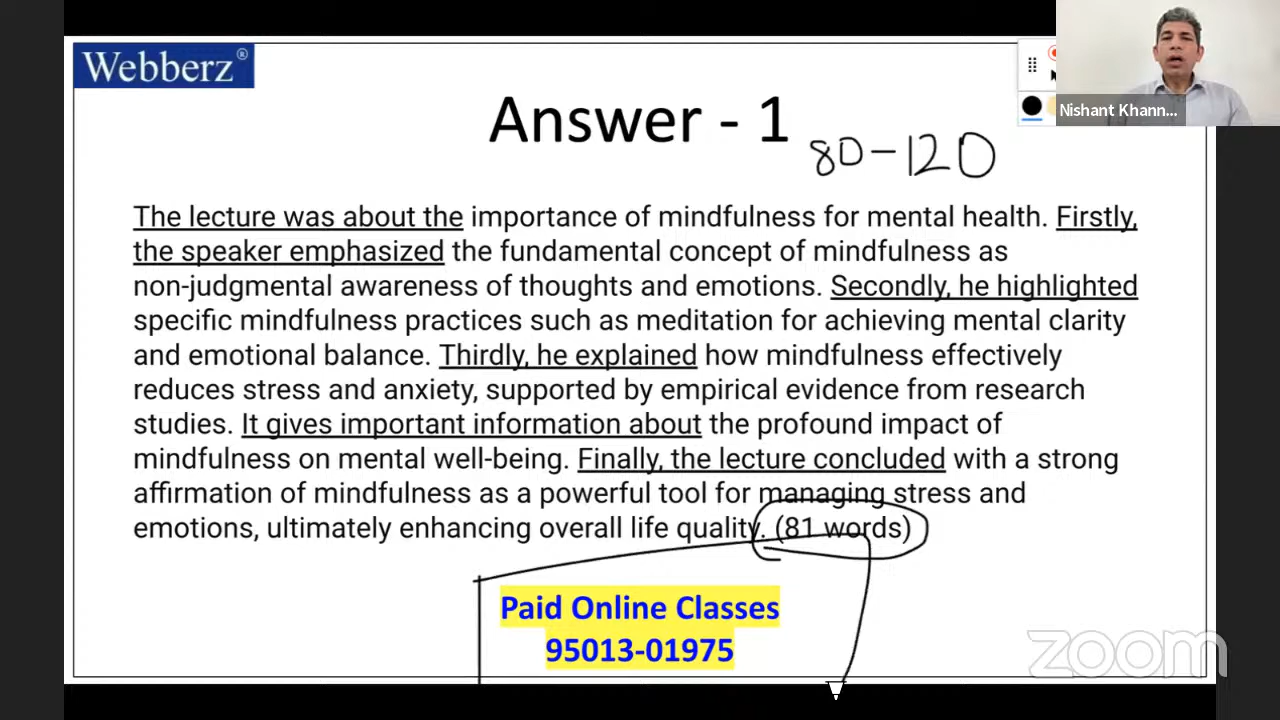 Webberz®
Nishant Khann...
Answer - 1
80-120
The lecture was about the importance of mindfulness for mental health. Firstly,
the speaker emphasized the fundamental concept of mindfulness as
non-judgmental awareness of thoughts and emotions. Secondly, he highlighted
specific mindfulness practices such as meditation for achieving mental clarity
and emotional balance. Thirdly, he explained how mindfulness effectively
reduces stress and anxiety, supported by empirical evidence from research
studies. It gives important information about the profound impact of
mindfulness on mental well-being. Finally, the lecture concluded with a strong
affirmation of mindfulness as a powerful tool for managing stress and
emotions, ultimately enhancing overall life quality. (81 words)
Paid Online Classes
95013-01975
zoom